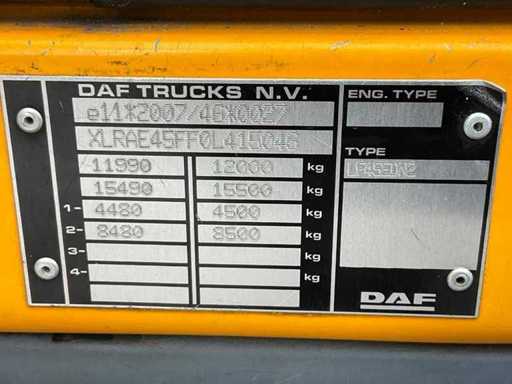 DAF TRUCKS N.V.
e11*2007/46*0027
XLRAE45FF0L415046
11990 12000 kg
15490 15500 kg
1- 4480 4500 kg
2- 8480 8500 kg
3- kg
4- kg
ENG. TYPE
TYPE
DAF